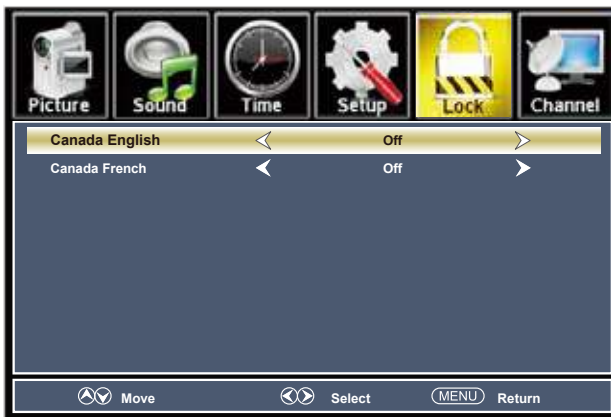 Picture Sound Time Setup Lock Channel
Canada English Off
Canada French Off
Move Select MENU Return